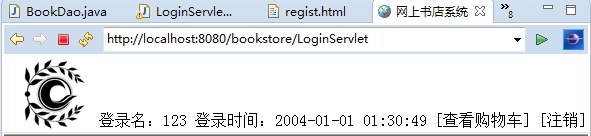 BookDao.java LoginServle... regist.html 网上书店系统 8
http://localhost:8080/bookstore/LoginServlet
登录名：123 登录时间：2004-01-01 01:30:49 [查看购物车] [注销]